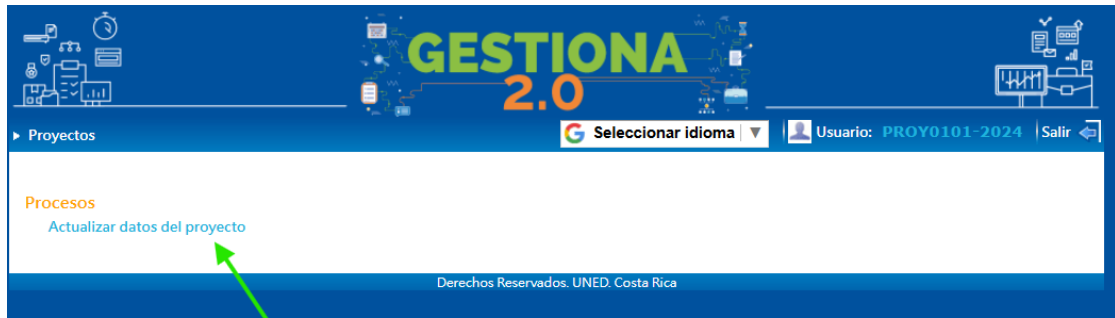 GESTIONA
2.0
Proyectos
Seleccionar idioma
Usuario: PROY0101-2024
Salir
Procesos
Actualizar datos del proyecto
Derechos Reservados. UNED. Costa Rica